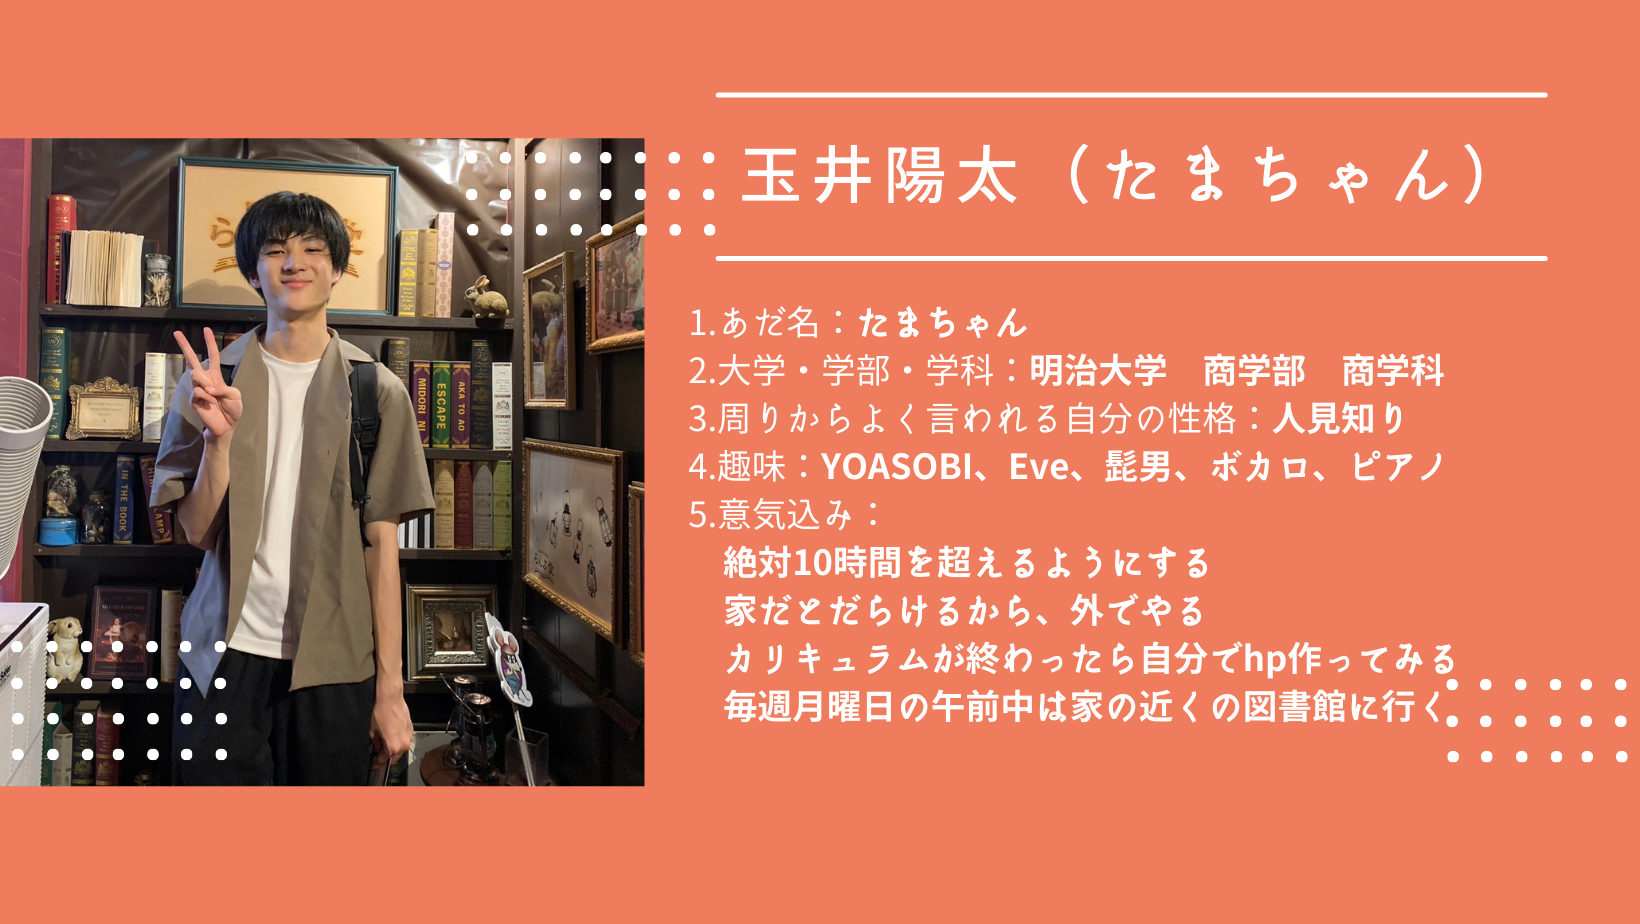 玉井陽太（たまちゃん）
1.あだ名：たまちゃん
2.大学・学部・学科：明治大学　商学部　商学科
3.周りからよく言われる自分の性格：人見知り
4.趣味：YOASOBI、Eve、髭男、ボカロ、ピアノ
5.意気込み：
絶対10時間を超えるようにする
家だとだらけるから、外でやる
カリキュラムが終わったら自分でhp作ってみる
毎週月曜日の午前中は家の近くの図書館に行く
MIDORI NI
ESCAPE
AKA TO AO
IN THE BOOK
LAMP